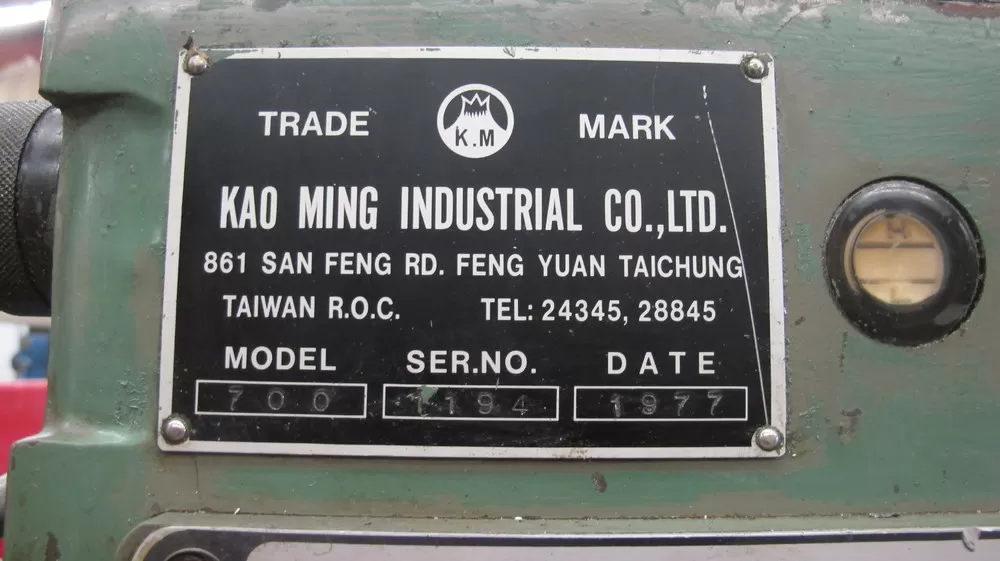 TRADE K.M MARK
KAO MING INDUSTRIAL CO.,LTD.
861 SAN FENG RD. FENG YUAN TAICHUNG
TAIWAN R.O.C. TEL: 24345, 28845
MODEL SER.NO. DATE
700 1194 1977
H